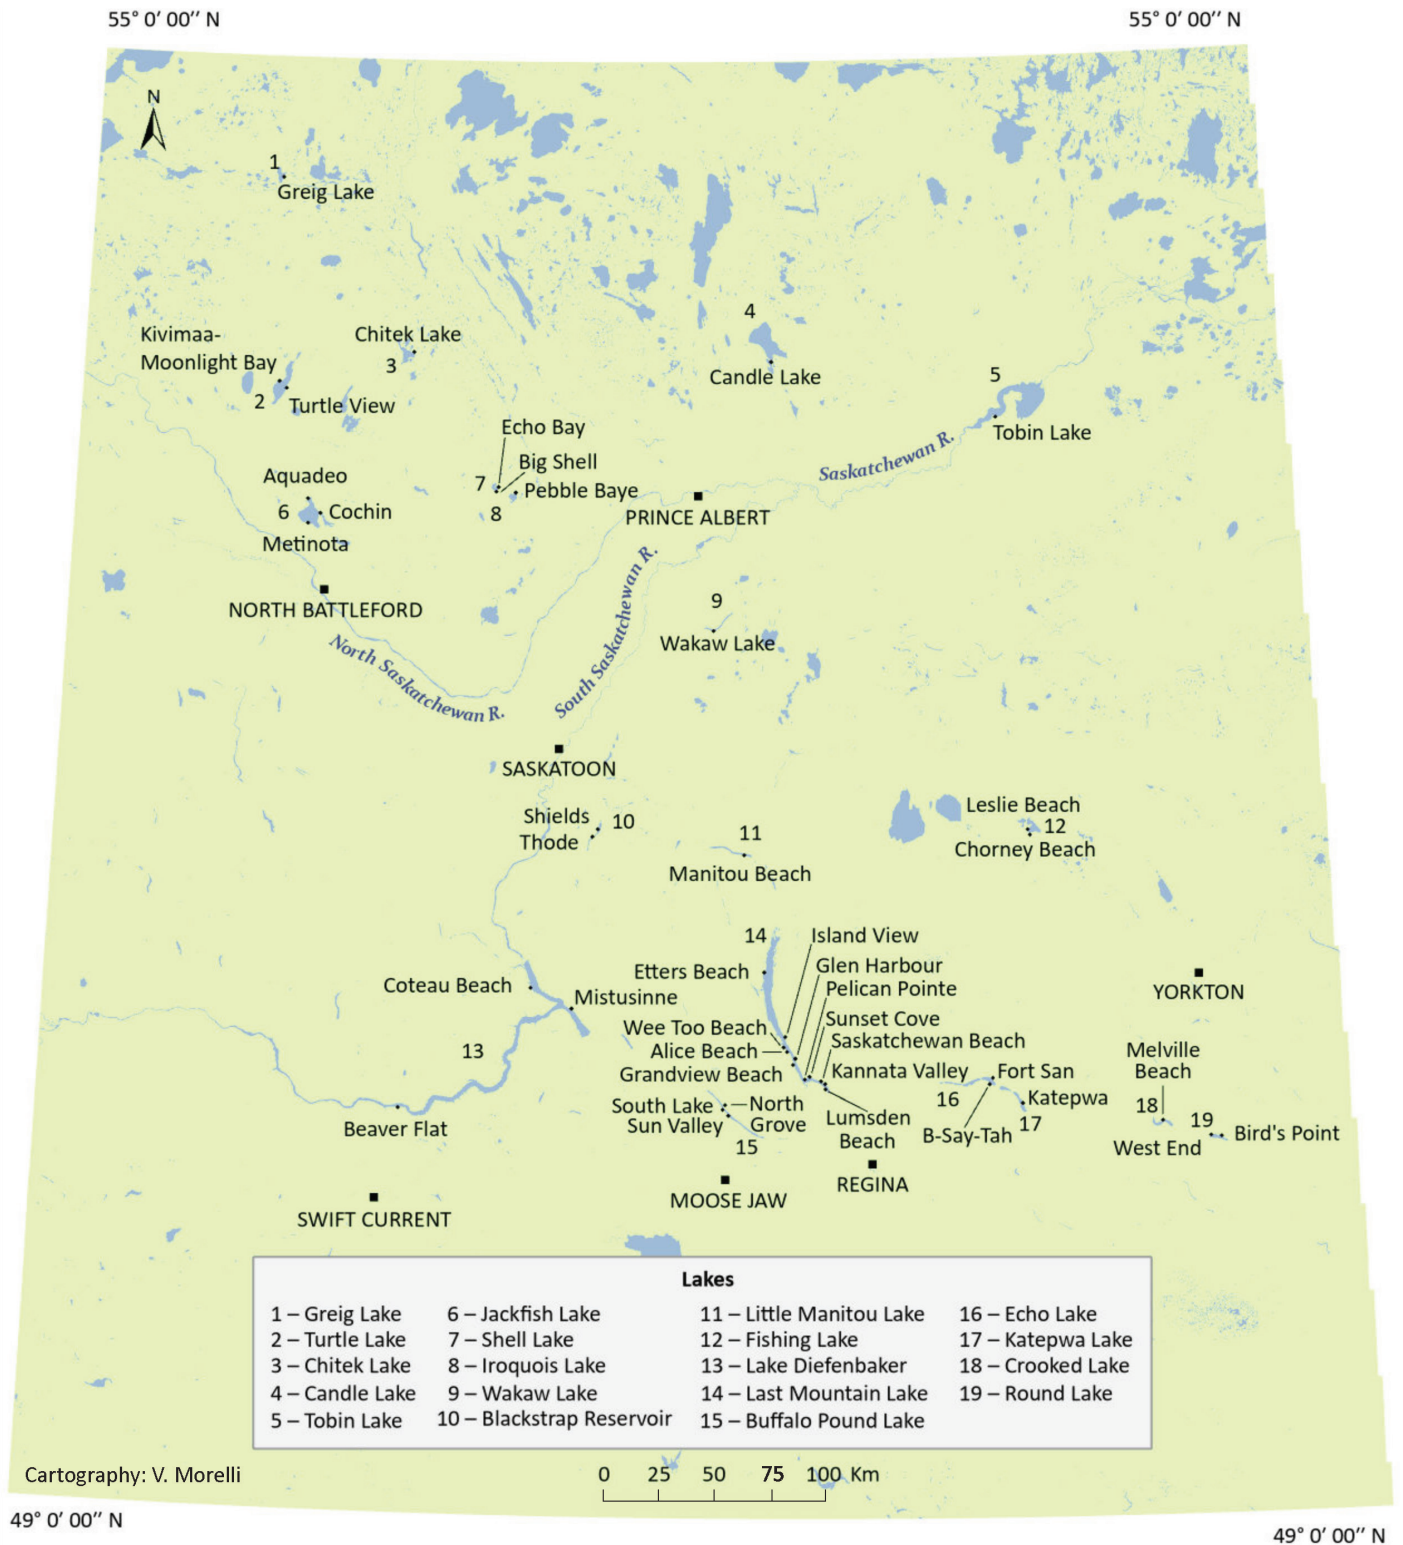 55° 0’ 00’’ N
55° 0’ 00’’ N
N
1
Greig Lake
4
Kivimaa-
Moonlight Bay
Chitek Lake
3
Candle Lake
5
2
Turtle View
Tobin Lake
Echo Bay
Big Shell
7
Pebble Baye
8
Saskatchewan R.
Aquadeo
6
Cochin
Metinota
PRINCE ALBERT
NORTH BATTLEFORD
North Saskatchewan R.
South Saskatchewan R.
9
Wakaw Lake
SASKATOON
Shields
10
Thode
11
Manitou Beach
Leslie Beach
12
Chorney Beach
14
Island View
Etters Beach
Glen Harbour
Pelican Pointe
Coteau Beach
Mistusinne
Sunset Cove
Wee Too Beach
Saskatchewan Beach
Alice Beach
Grandview Beach
Kannata Valley
13
YORKTON
Melville
Beach
Fort San
16
Katepwa
South Lake
North
Grove
Sun Valley
Lumsden
Beach
B-Say-Tah
17
18
19
Bird's Point
West End
15
Beaver Flat
REGINA
MOOSE JAW
SWIFT CURRENT
Lakes
1 – Greig Lake
2 – Turtle Lake
3 – Chitek Lake
4 – Candle Lake
5 – Tobin Lake
6 – Jackfish Lake
7 – Shell Lake
8 – Iroquois Lake
9 – Wakaw Lake
10 – Blackstrap Reservoir
11 – Little Manitou Lake
12 – Fishing Lake
13 – Lake Diefenbaker
14 – Last Mountain Lake
15 – Buffalo Pound Lake
16 – Echo Lake
17 – Katepwa Lake
18 – Crooked Lake
19 – Round Lake
Cartography: V. Morelli
0 25 50 75 100 Km
49° 0’ 00’’ N
49° 0’ 00’’ N